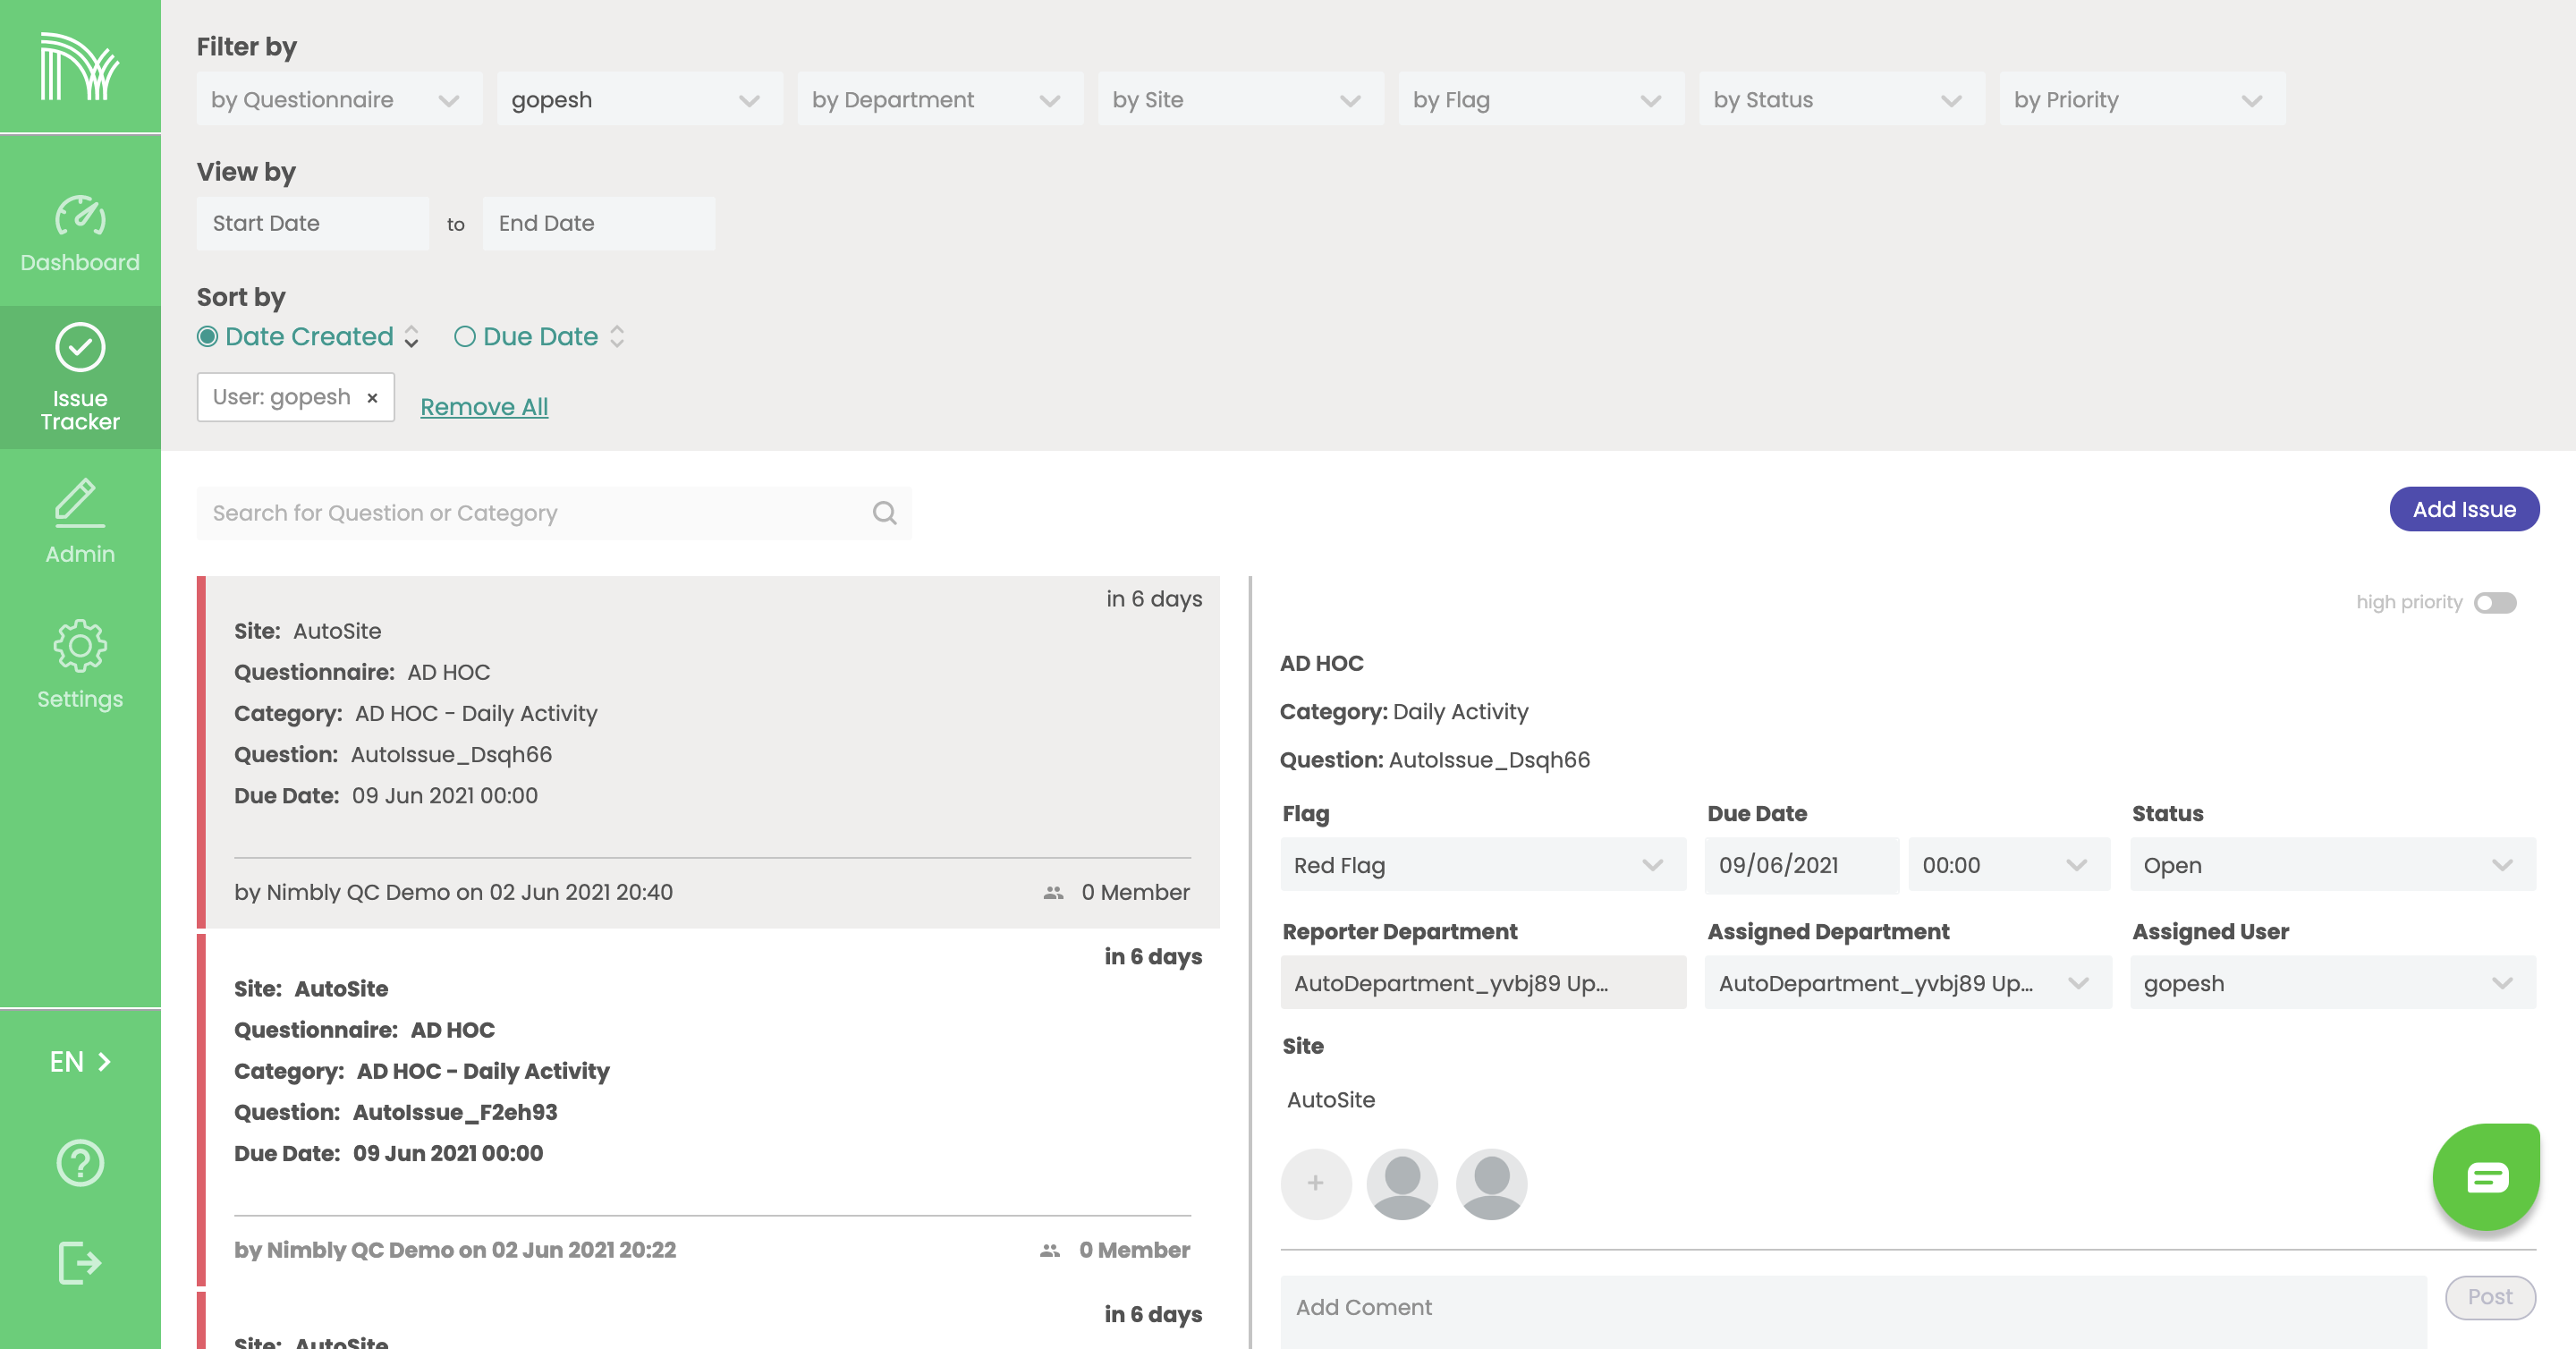 Filter by
by Questionnaire
gopesh
by Department
by Site
by Flag
by Status
by Priority
View by
Start Date to End Date
Sort by
Date Created
Due Date
User: gopesh ×
Remove All
Dashboard
Issue
Tracker
Admin
Settings
EN
Search for Question or Category
Add Issue
in 6 days
Site: AutoSite
Questionnaire: AD HOC
Category: AD HOC - Daily Activity
Question: AutoIssue_Dsqh66
Due Date: 09 Jun 2021 00:00
by Nimbly QC Demo on 02 Jun 2021 20:40
0 Member
in 6 days
Site: AutoSite
Questionnaire: AD HOC
Category: AD HOC - Daily Activity
Question: AutoIssue_F2eh93
Due Date: 09 Jun 2021 00:00
by Nimbly QC Demo on 02 Jun 2021 20:22
0 Member
in 6 days
Site: AutoSite
high priority
AD HOC
Category: Daily Activity
Question: AutoIssue_Dsqh66
Flag
Red Flag
Due Date
09/06/2021
00:00
Status
Open
Reporter Department
AutoDepartment_yvbj89 Up...
Assigned Department
AutoDepartment_yvbj89 Up...
Assigned User
gopesh
Site
AutoSite
+
Add Coment
Post